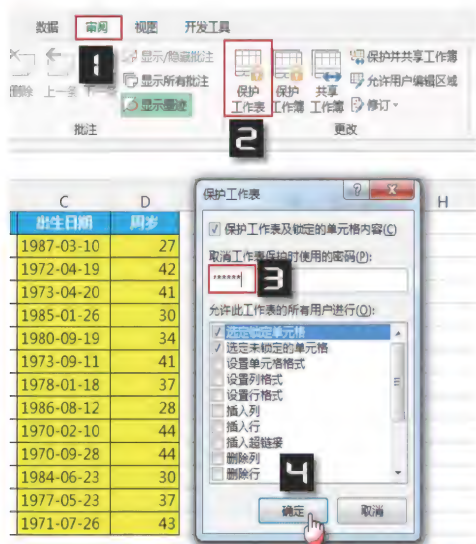 数据 审阅 视图 开发工具
1
显示/隐藏批注
显示所有批注
显示墨迹
删除 上一条 下一条
批注
保护工作表
保护工作簿
共享工作簿
保护并共享工作簿
允许用户编辑区域
修订
更改
2
C D H
出生日期 周岁
1987-03-10 27
1972-04-19 42
1973-04-20 41
1985-01-26 30
1980-09-19 34
1973-09-11 41
1978-01-18 37
1986-08-12 28
1970-02-10 44
1970-09-28 44
1984-06-23 30
1977-05-23 37
1971-07-26 43
保护工作表
保护工作表及锁定的单元格内容(C)
取消工作表保护时使用的密码(P):
******
3
允许此工作表的所有用户进行(O):
选定锁定单元格
选定未锁定的单元格
设置单元格格式
设置列格式
设置行格式
插入列
插入行
插入超链接
删除列
删除行
4
确定 取消